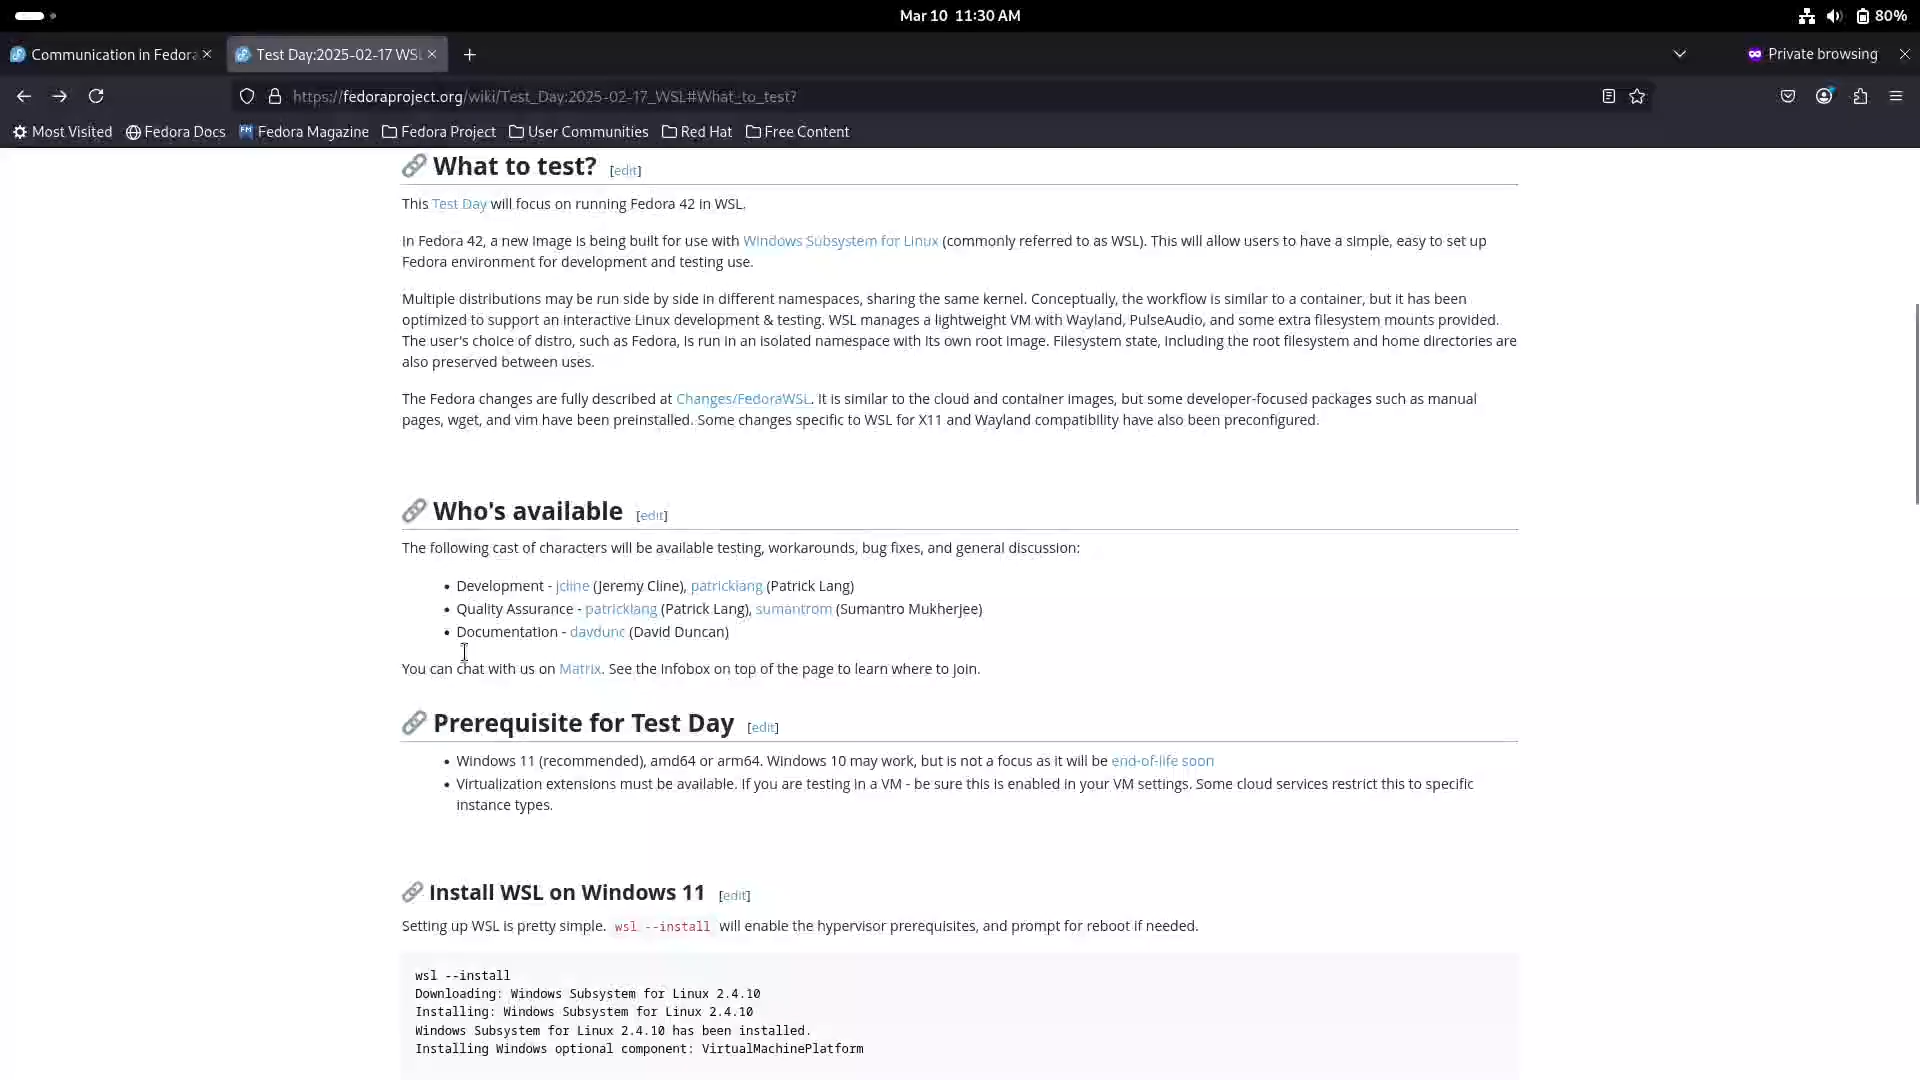 Mar 10 11:30 AM
80%
Communication in Fedora
Test Day:2025-02-17 WSL
Private browsing
https://fedoraproject.org/wiki/Test_Day:2025-02-17_WSL#What_to_test?
Most Visited
Fedora Docs
Fedora Magazine
Fedora Project
User Communities
Red Hat
Free Content
What to test? [edit]
This Test Day will focus on running Fedora 42 in WSL.
In Fedora 42, a new image is being built for use with Windows Subsystem for Linux (commonly referred to as WSL). This will allow users to have a simple, easy to set up
Fedora environment for development and testing use.
Multiple distributions may be run side by side in different namespaces, sharing the same kernel. Conceptually, the workflow is similar to a container, but it has been
optimized to support an interactive Linux development & testing. WSL manages a lightweight VM with Wayland, PulseAudio, and some extra filesystem mounts provided.
The user's choice of distro, such as Fedora, is run in an isolated namespace with its own root image. Filesystem state, including the root filesystem and home directories are
also preserved between uses.
The Fedora changes are fully described at Changes/FedoraWSL. It is similar to the cloud and container images, but some developer-focused packages such as manual
pages, wget, and vim have been preinstalled. Some changes specific to WSL for X11 and Wayland compatibility have also been preconfigured.
Who's available [edit]
The following cast of characters will be available testing, workarounds, bug fixes, and general discussion:
• Development - jcline (Jeremy Cline), patricklang (Patrick Lang)
• Quality Assurance - patricklang (Patrick Lang), sumantrom (Sumantro Mukherjee)
• Documentation - davdunc (David Duncan)
You can chat with us on Matrix. See the infobox on top of the page to learn where to join.
Prerequisite for Test Day [edit]
• Windows 11 (recommended), amd64 or arm64. Windows 10 may work, but is not a focus as it will be end-of-life soon
• Virtualization extensions must be available. If you are testing in a VM - be sure this is enabled in your VM settings. Some cloud services restrict this to specific
instance types.
Install WSL on Windows 11 [edit]
Setting up WSL is pretty simple. wsl --install will enable the hypervisor prerequisites, and prompt for reboot if needed.
wsl --install
Downloading: Windows Subsystem for Linux 2.4.10
Installing: Windows Subsystem for Linux 2.4.10
Windows Subsystem for Linux 2.4.10 has been installed.
Installing Windows optional component: VirtualMachinePlatform